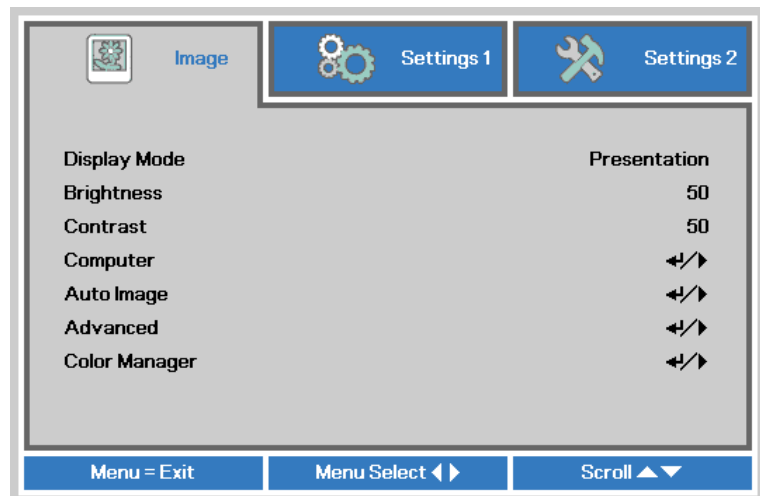 Image
Settings 1
Settings 2
Display Mode Presentation
Brightness 50
Contrast 50
Computer ↵/▶
Auto Image ↵/▶
Advanced ↵/▶
Color Manager ↵/▶
Menu = Exit
Menu Select ◀▶
Scroll ▲▼